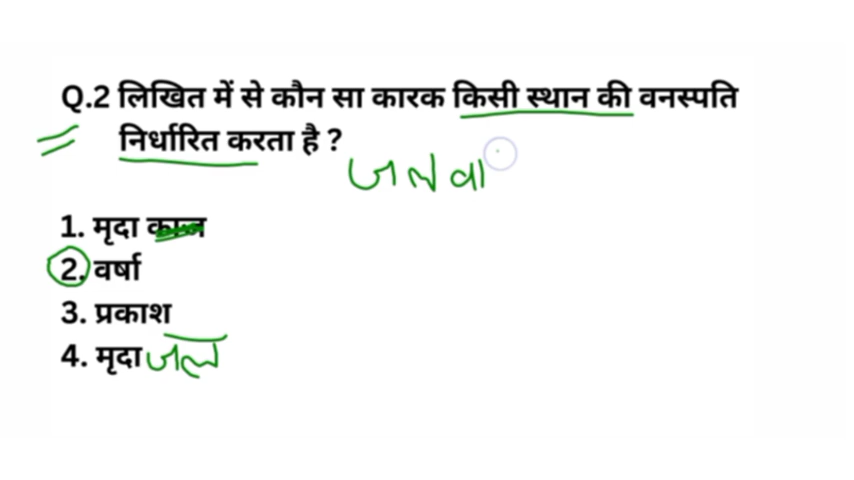 Q.2 लिखित में से कौन सा कारक किसी स्थान की वनस्पति
निर्धारित करता है ?
जलवा
1. मृदा
2. वर्षा
3. प्रकाश
4. मृदा जल